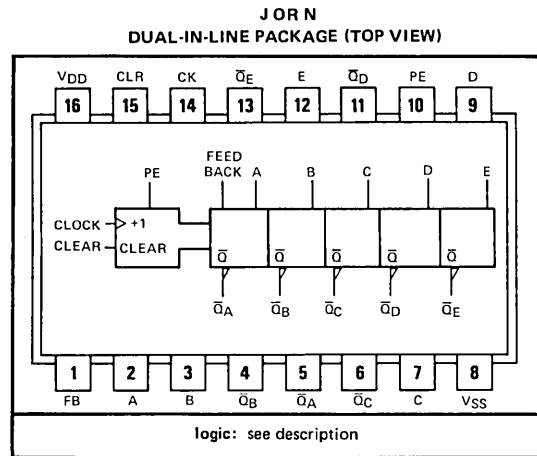 J OR N
DUAL-IN-LINE PACKAGE (TOP VIEW)
VDD CLR CK Q̅E E Q̅D PE D
16 15 14 13 12 11 10 9
FEED
BACK A B C D E
PE
CLOCK +1
CLEAR CLEAR
Q̅ Q̅ Q̅ Q̅ Q̅
Q̅A Q̅B Q̅C Q̅D Q̅E
1 2 3 4 5 6 7 8
FB A B Q̅B Q̅A Q̅C C VSS
logic: see description